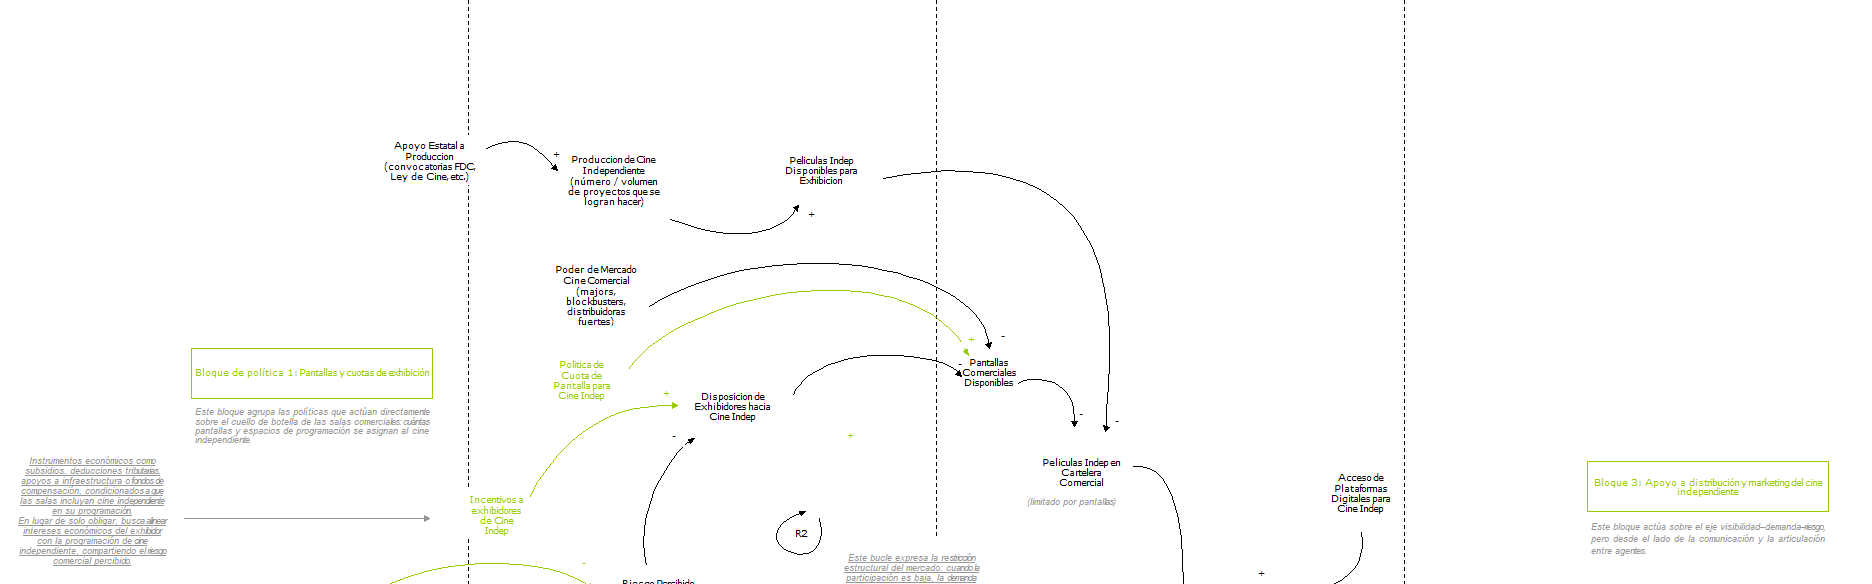 Apoyo Estatal a
Produccion
(convocatorias FDC,
Ley de Cine, etc.)
+
Produccion de Cine
Independiente
(número / volumen
de proyectos que se
logran hacer)
Peliculas Indep
Disponibles para
Exhibicion
+
Poder de Mercado
Cine Comercial
(majors,
blockbusters,
distribuidoras
fuertes)
-
+
Politica de
Cuota de
Pantalla para
Cine Indep
-
Pantallas
Comerciales
Disponibles
Bloque de política 1: Pantallas y cuotas de exhibición
Este bloque agrupa las políticas que actúan directamente
sobre el cuello de botella de las salas comerciales: cuántas
pantallas y espacios de programación se asignan al cine
independiente.
+
Disposicion de
Exhibidores hacia
Cine Indep
-
+
-
-
Peliculas Indep en
Cartelera
Comercial
(limitado por pantallas)
Instrumentos económicos como
subsidios, deducciones tributarias,
apoyos a infraestructura o fondos de
compensación, condicionados a que
las salas incluyan cine independiente
en su programación.
En lugar de solo obligar, busca alinear
intereses económicos del exhibidor
con la programación de cine
independiente, compartiendo el riesgo
comercial percibido.
Incentivos a
exhibidores
de Cine
Indep
Acceso de
Plataformas
Digitales para
Cine Indep
Bloque 3: Apoyo a distribución y marketing del cine
independiente
Este bloque actúa sobre el eje visibilidad–demanda–riesgo,
pero desde el lado de la comunicación y la articulación
entre agentes.
R2
Este bucle expresa la restricción
estructural del mercado: cuando la
participación es baja, la demanda
-
+
Riesgo Percibido